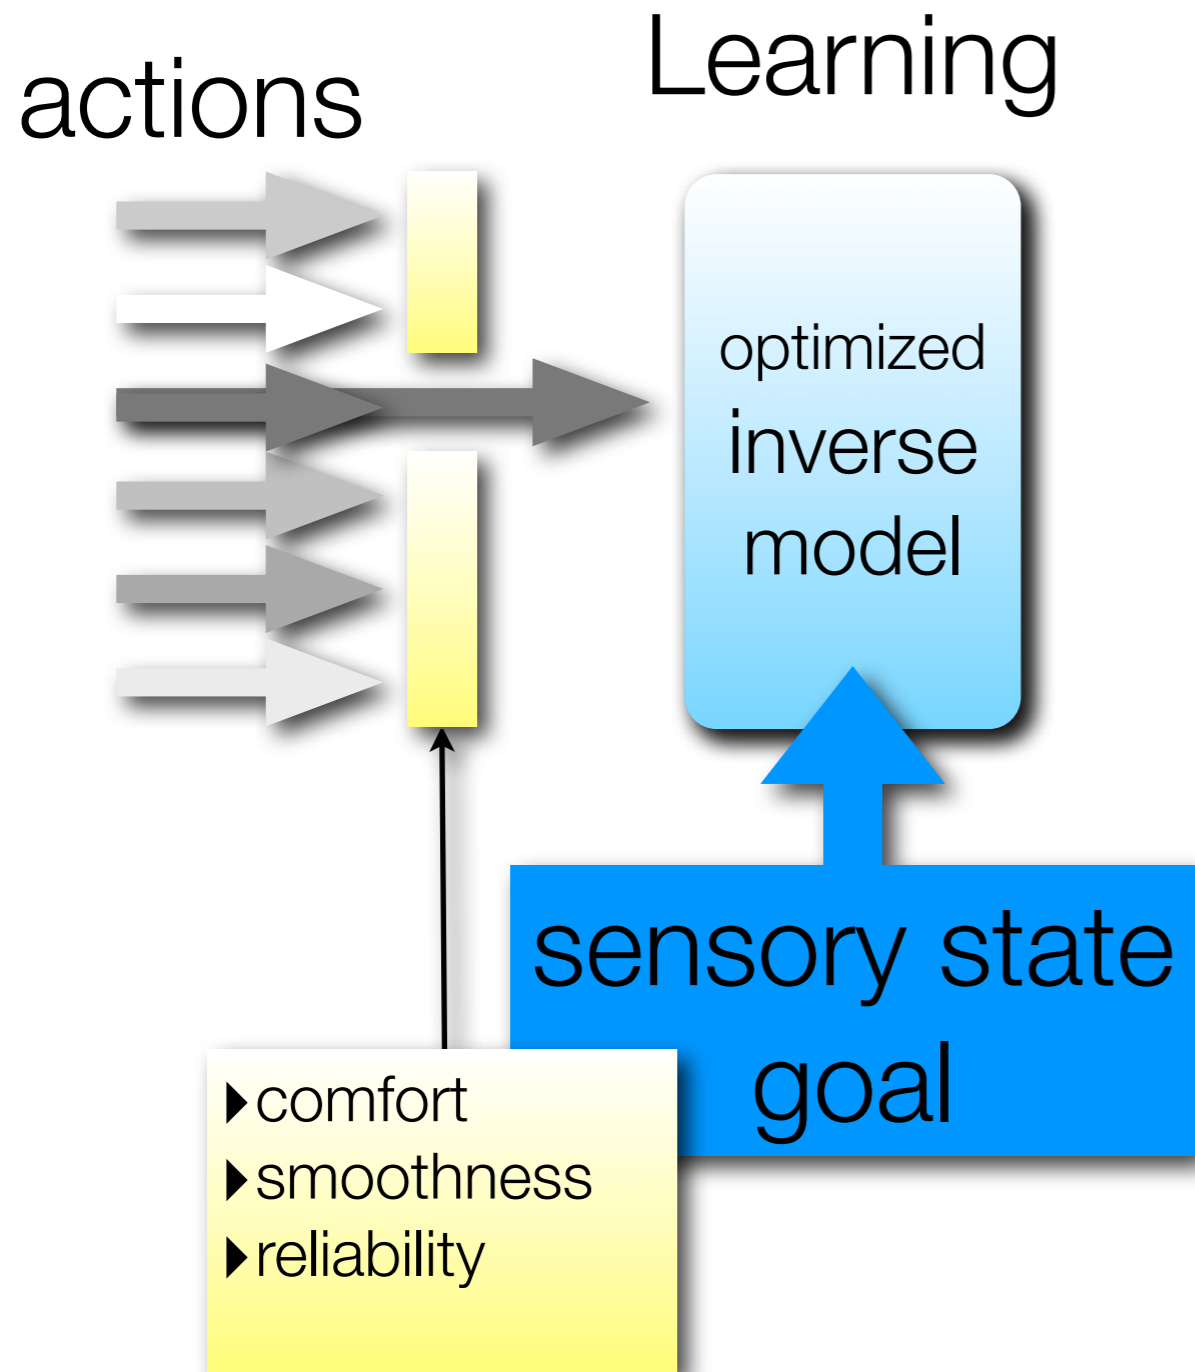 actions
Learning
optimized
inverse
model
sensory state
goal
▸comfort
▸smoothness
▸reliability